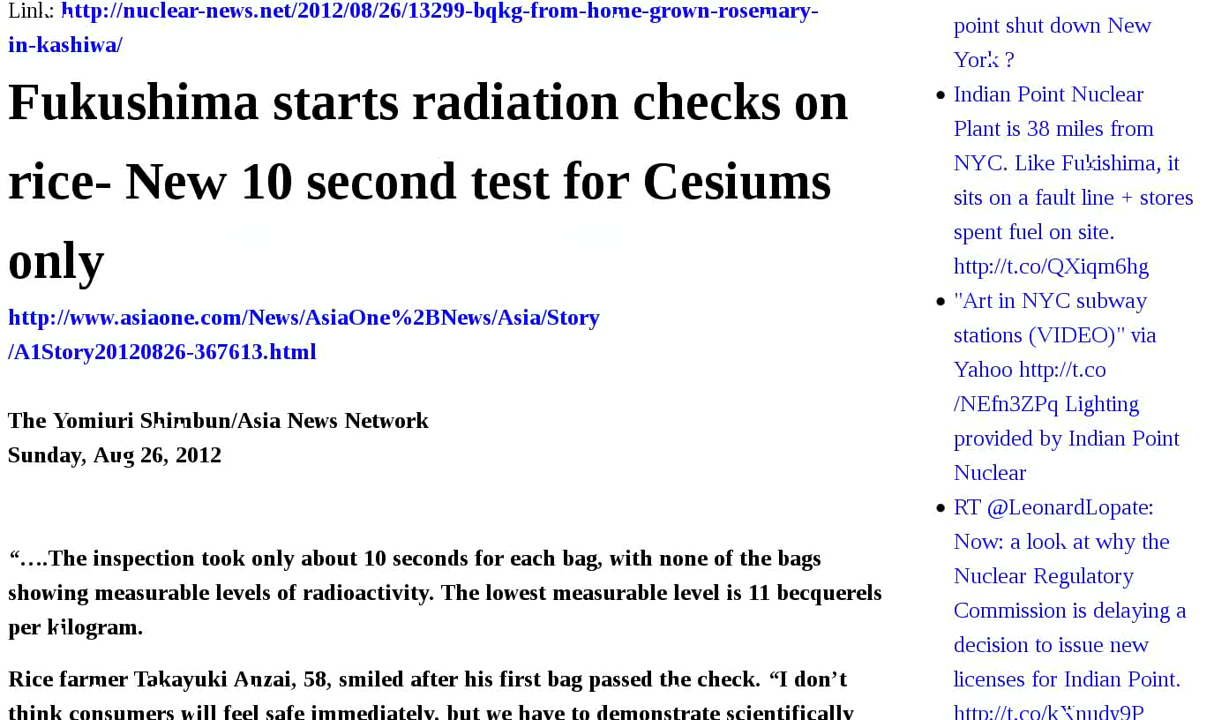 Link: http://nuclear-news.net/2012/08/26/13299-bqkg-from-home-grown-rosemary-
in-kashiwa/
Fukushima starts radiation checks on
rice- New 10 second test for Cesiums
only
http://www.asiaone.com/News/AsiaOne%2BNews/Asia/Story
/A1Story20120826-367613.html
The Yomiuri Shimbun/Asia News Network
Sunday, Aug 26, 2012
“….The inspection took only about 10 seconds for each bag, with none of the bags
showing measurable levels of radioactivity. The lowest measurable level is 11 becquerels
per kilogram.
Rice farmer Takayuki Anzai, 58, smiled after his first bag passed the check. “I don’t
think consumers will feel safe immediately, but we have to demonstrate scientifically
point shut down New
York ?
Indian Point Nuclear
Plant is 38 miles from
NYC. Like Fukishima, it
sits on a fault line + stores
spent fuel on site.
http://t.co/QXiqm6hg
"Art in NYC subway
stations (VIDEO)" via
Yahoo http://t.co
/NEfn3ZPq Lighting
provided by Indian Point
Nuclear
RT @LeonardLopate:
Now: a look at why the
Nuclear Regulatory
Commission is delaying a
decision to issue new
licenses for Indian Point.
http://t.co/kXnudy9P